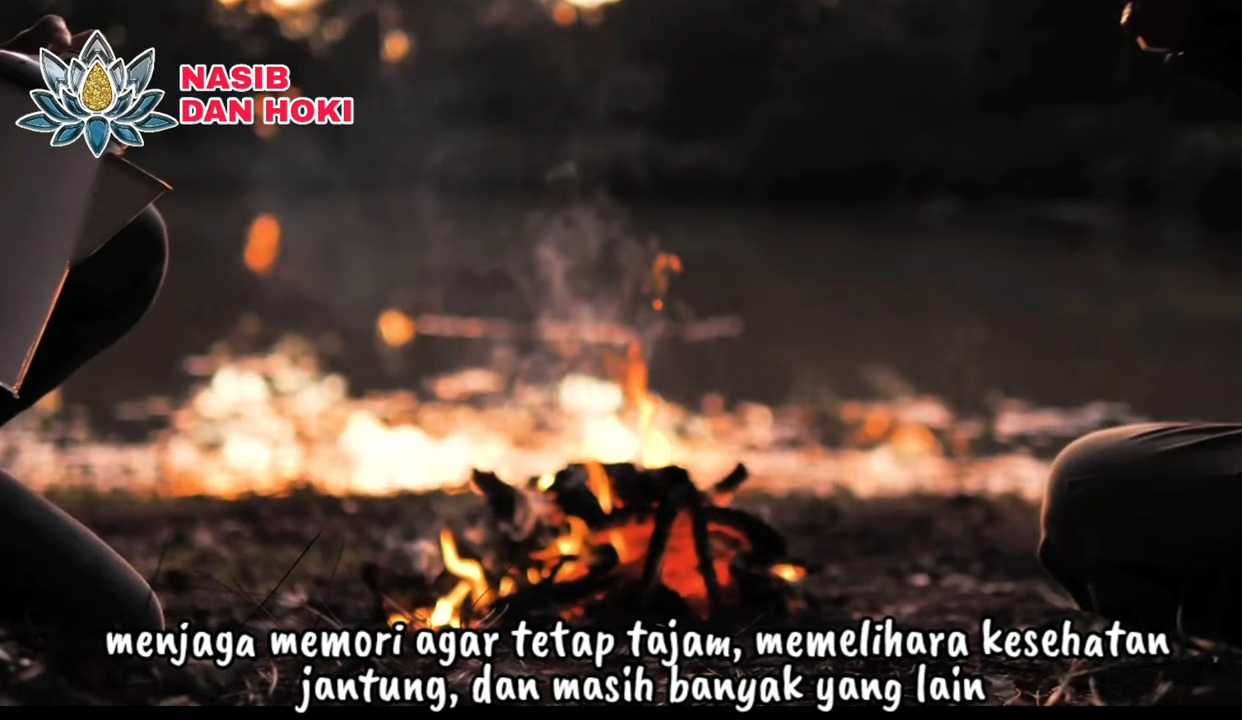 NASIB
DAN HOKI
menjaga memori agar tetap tajam, memelihara kesehatan
jantung, dan masih banyak yang lain